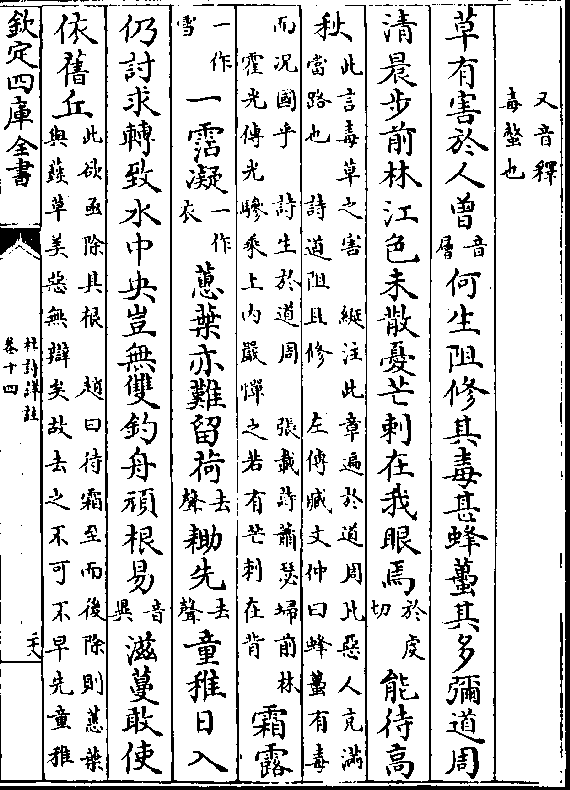 又音釋
毒螫也
草有害於人曾音層何生阻修其毒甚蜂蠆其多彌道周
清晨步前林江色未散憂芒刺在我眼焉於虔切能待高
秋此言毒草之害 縱注此章遍於道周比惡人充滿
當路也 詩道阻且修 左傳臧文仲曰蜂蠆有毒
而况國乎 詩生於道周 張載詩蕭瑟埽前林
霍光傳光驂乘上内嚴憚之若有芒刺在背霜露
一作雪一霑凝一作衣蕙葉亦難留荷去聲鋤先去聲童稚日入
仍討求轉致水中央豈無雙釣舟頑根易音異滋蔓敢使
依舊丘此欲亟除其根 趙曰待霜至而後除則蕙葉
與蔟草美惡無辯矣故去之不可不早先童稚
欽定四庫全書
杜詩詳註
卷十四